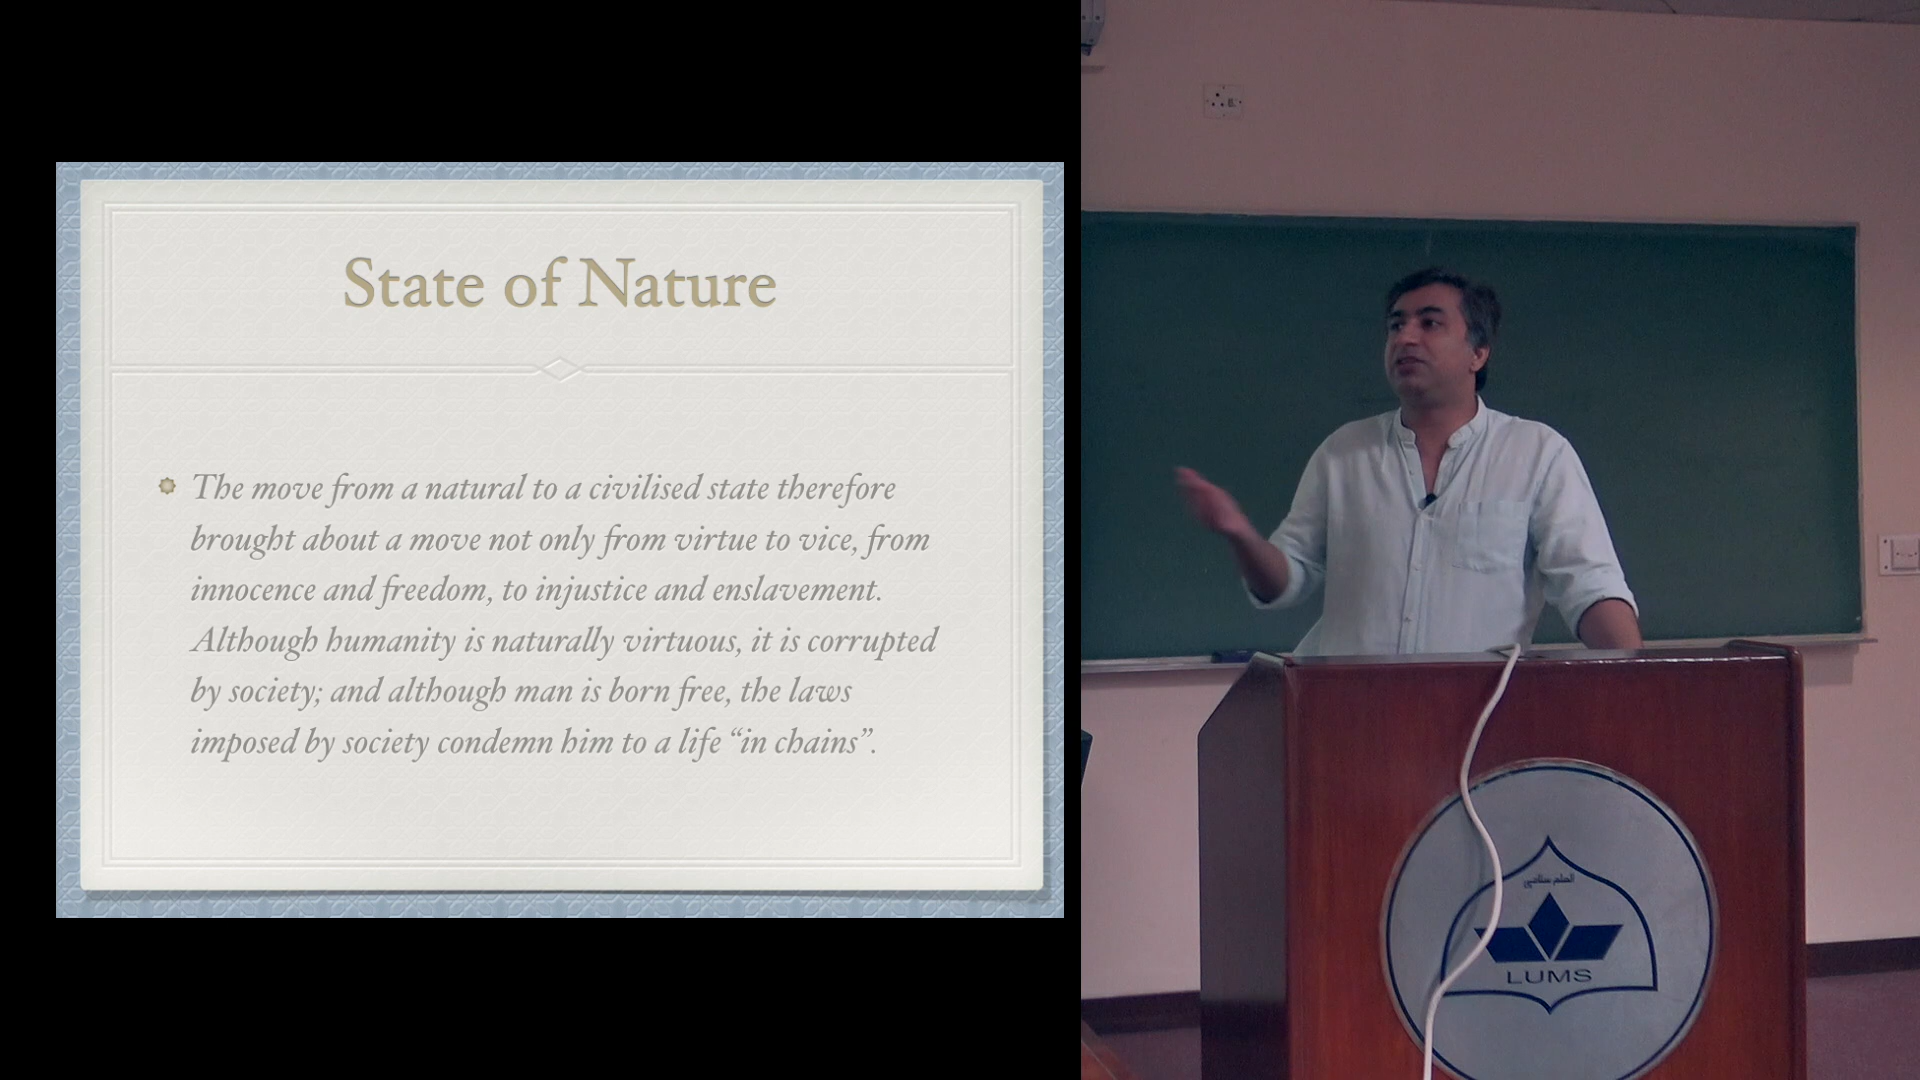 State of Nature
The move from a natural to a civilised state therefore
brought about a move not only from virtue to vice, from
innocence and freedom, to injustice and enslavement.
Although humanity is naturally virtuous, it is corrupted
by society; and although man is born free, the laws
imposed by society condemn him to a life “in chains”.
LUMS